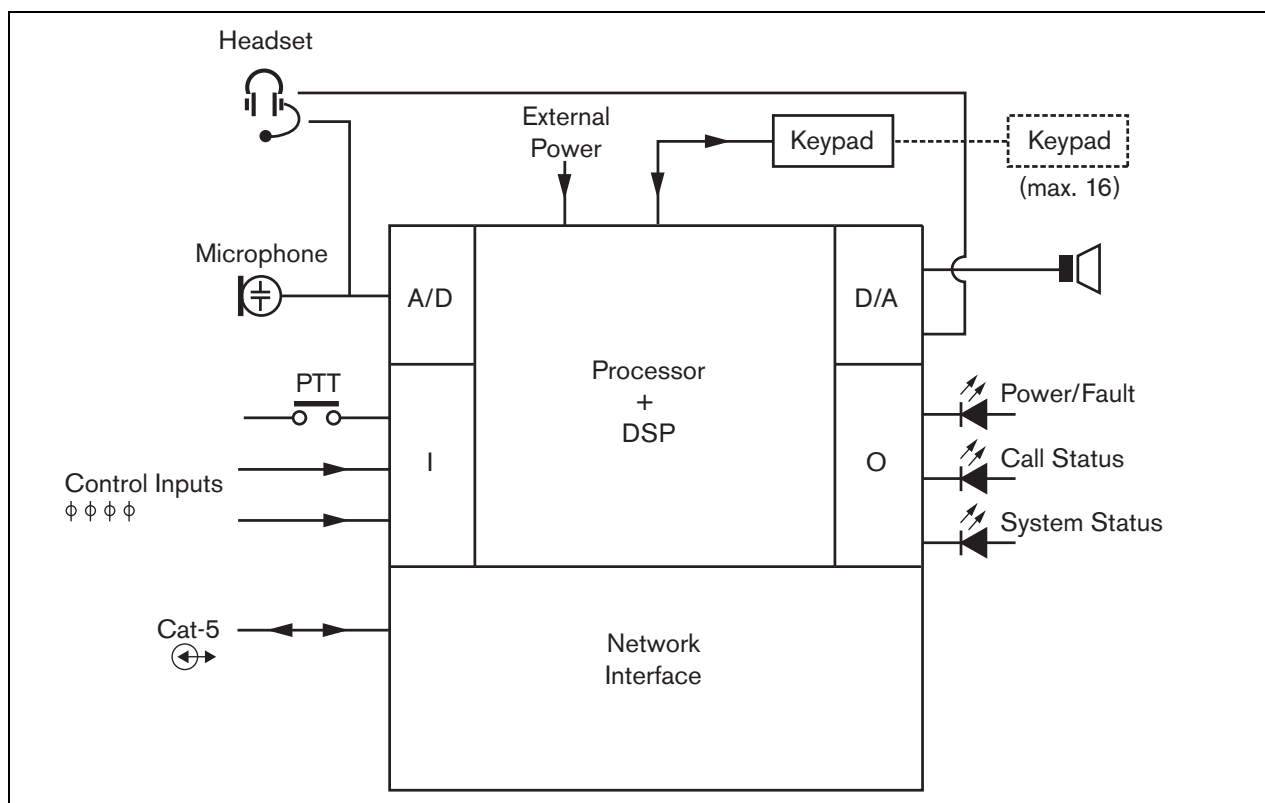 Headset
External
Power
Keypad
Keypad
(max. 16)
Microphone
A/D
D/A
Processor
+
DSP
PTT
I
O
Power/Fault
Control Inputs
Call Status
System Status
Cat-5
Network
Interface